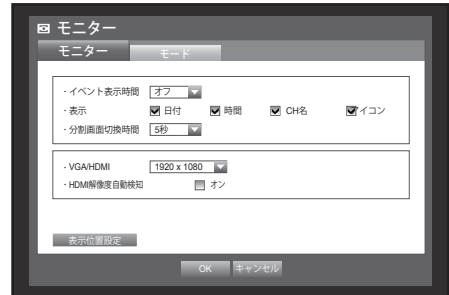 モニター
モニター モード
・イベント表示時間 オフ
・表示 日付 時間 CH名 アイコン
・分割画面切換時間 5秒
・VGA/HDMI 1920 x 1080
・HDMI解像度自動検知 オン
表示位置設定
OK キャンセル